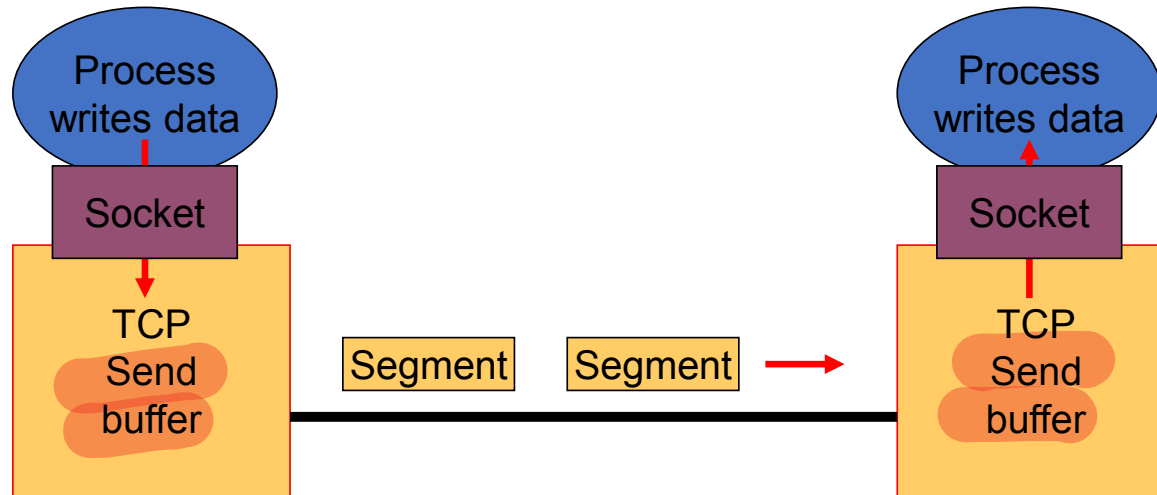 Process
writes data
Socket
TCP
Send
buffer
Segment
Segment
Process
writes data
Socket
TCP
Send
buffer